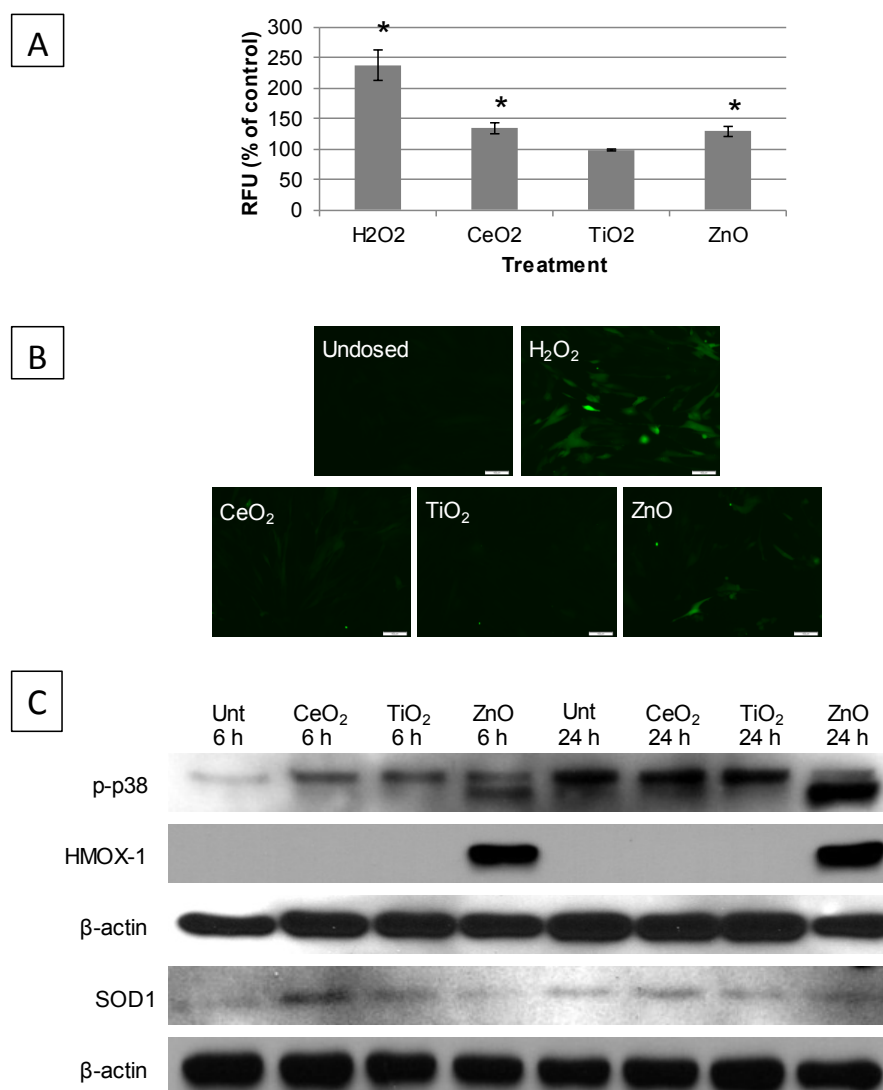 A
300
250
200
150
100
50
0
RFU (% of control)
*
*
*
H2O2
CeO2
TiO2
ZnO
Treatment
B
Undosed
H₂O₂
CeO₂
TiO₂
ZnO
C
Unt CeO₂ TiO₂ ZnO Unt CeO₂ TiO₂ ZnO
6 h 6 h 6 h 6 h 24 h 24 h 24 h 24 h
p-p38
HMOX-1
β-actin
SOD1
β-actin